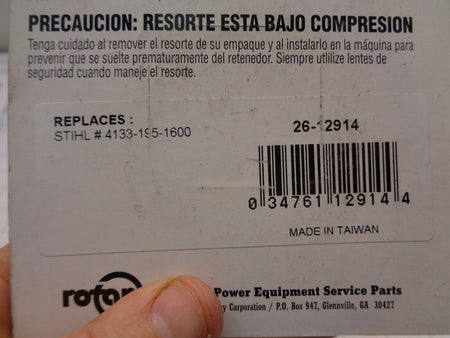 PRECAUCION: RESORTE ESTA BAJO COMPRESION
Tenga cuidado al remover el resorte de su empaque y al instalarlo en la máquina para
prevenir que se suelte prematuramente del retenedor. Siempre utlilize lentes de
seguridad cuando maneje el resorte.
REPLACES :
STIHL # 4133-195-1600
26-12914
0 34761 12914 4
MADE IN TAIWAN
Power Equipment Service Parts
Corporation / P.O. Box 947, Glennville, GA 30427